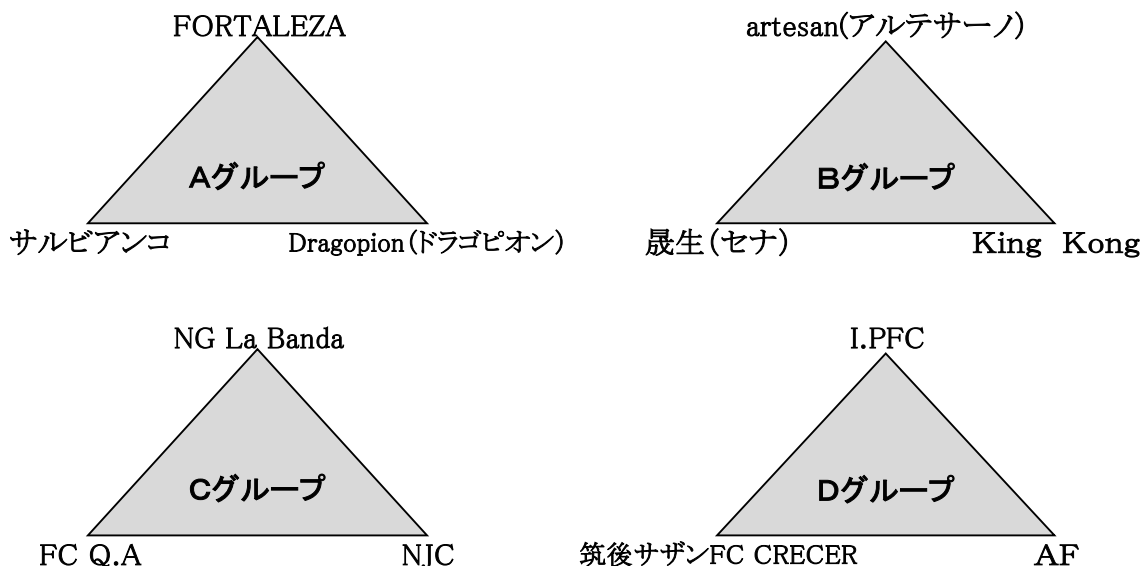 FORTALEZA
artesan(アルテサーノ)
Aグループ
Bグループ
サルビアンコ
Dragopion(ドラゴピオン)
晟生(セナ)
King Kong
NG La Banda
I.PFC
Cグループ
Dグループ
FC Q.A
NJC
筑後サザンFC CRECER
AF